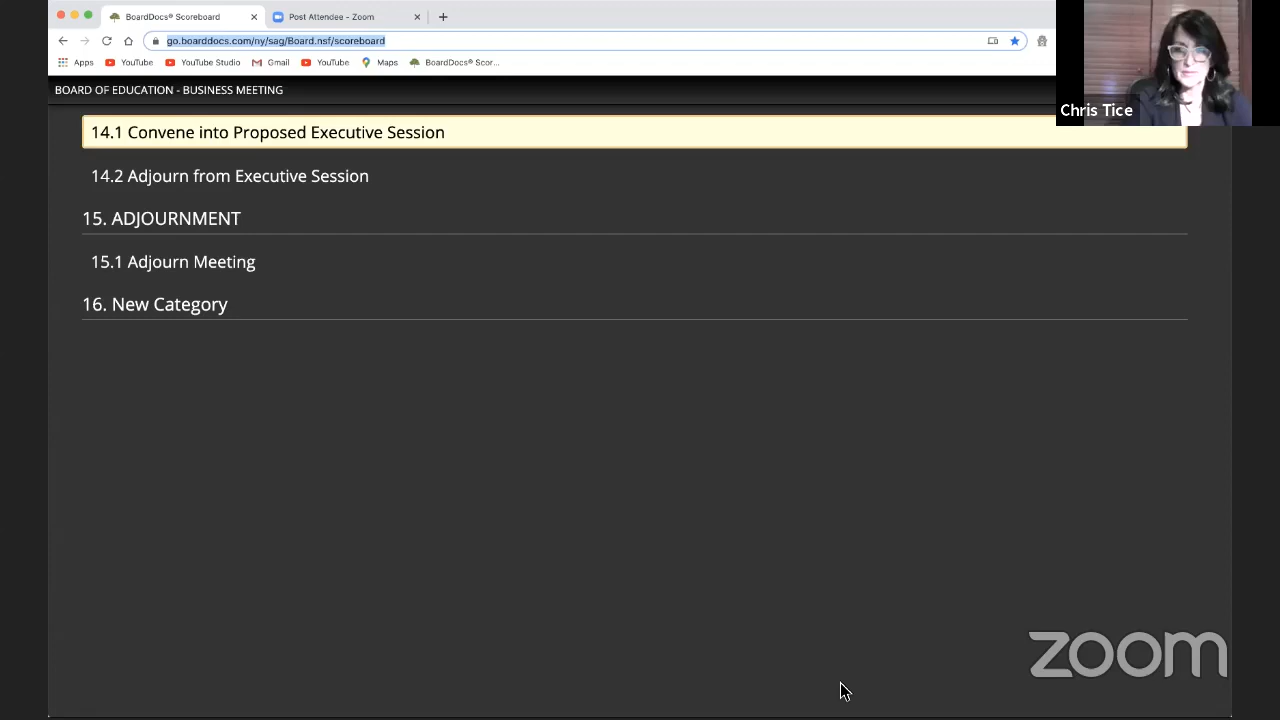 BoardDocs® Scoreboard
Post Attendee - Zoom
go.boarddocs.com/ny/sag/Board.nsf/scoreboard
Apps YouTube YouTube Studio Gmail YouTube Maps BoardDocs® Scor...
BOARD OF EDUCATION - BUSINESS MEETING
Chris Tice
14.1 Convene into Proposed Executive Session
14.2 Adjourn from Executive Session
15. ADJOURNMENT
15.1 Adjourn Meeting
16. New Category
zoom